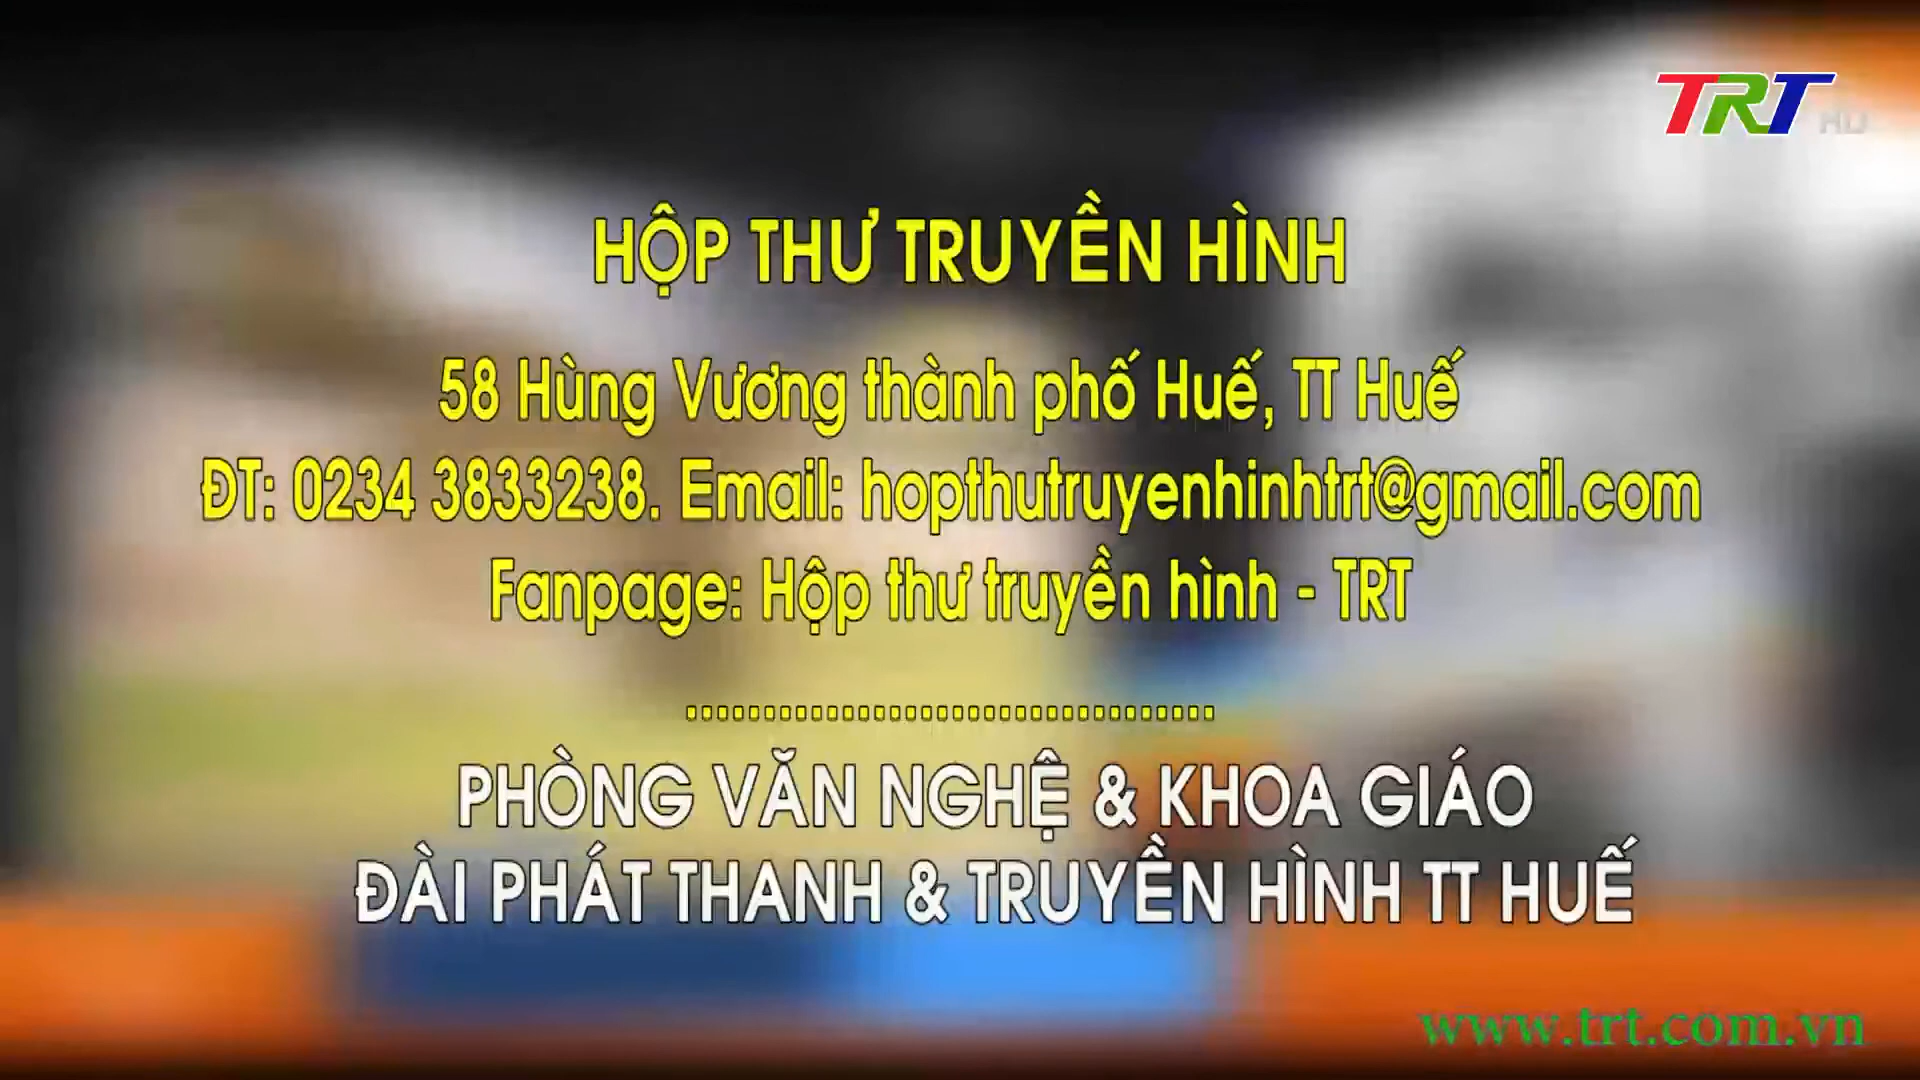 TRT HD
HỘP THƯ TRUYỀN HÌNH
58 Hùng Vương thành phố Huế, TT Huế
ĐT: 0234 3833238. Email: hopthutruyenhinhtrt@gmail.com
Fanpage: Hộp thư truyền hình - TRT
..................................
PHÒNG VĂN NGHỆ & KHOA GIÁO
ĐÀI PHÁT THANH & TRUYỀN HÌNH TT HUẾ
www.trt.com.vn